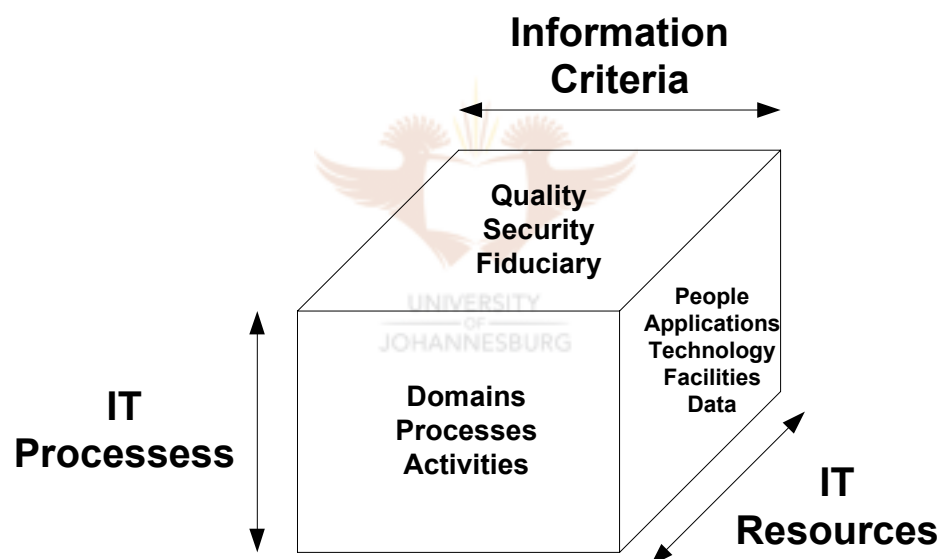 Information
Criteria
Quality
Security
Fiduciary
UNIVERSITY
OF
JOHANNESBURG
People
Applications
Technology
Facilities
Data
IT
Processess
Domains
Processes
Activities
IT
Resources